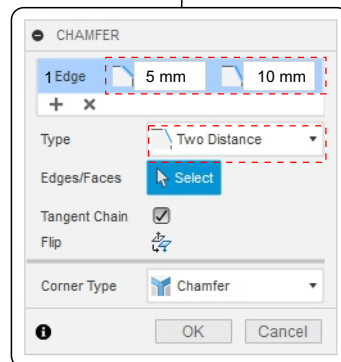 CHAMFER
1 Edge 5 mm 10 mm
Type Two Distance
Edges/Faces Select
Tangent Chain
Flip
Corner Type Chamfer
OK Cancel